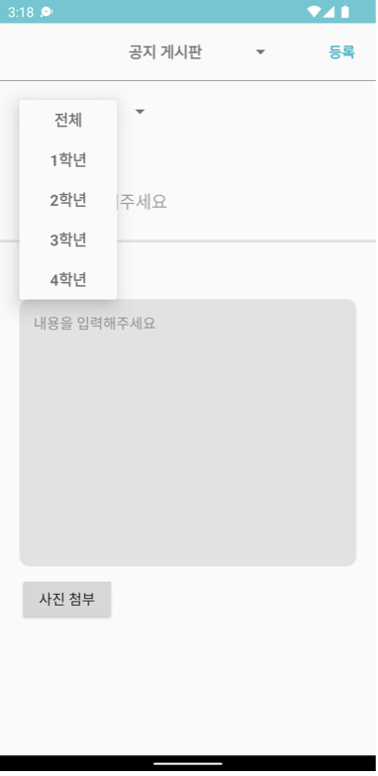 3:18
공지 게시판
등록
전체
1학년
2학년
해주세요
3학년
4학년
내용을 입력해주세요
사진 첨부